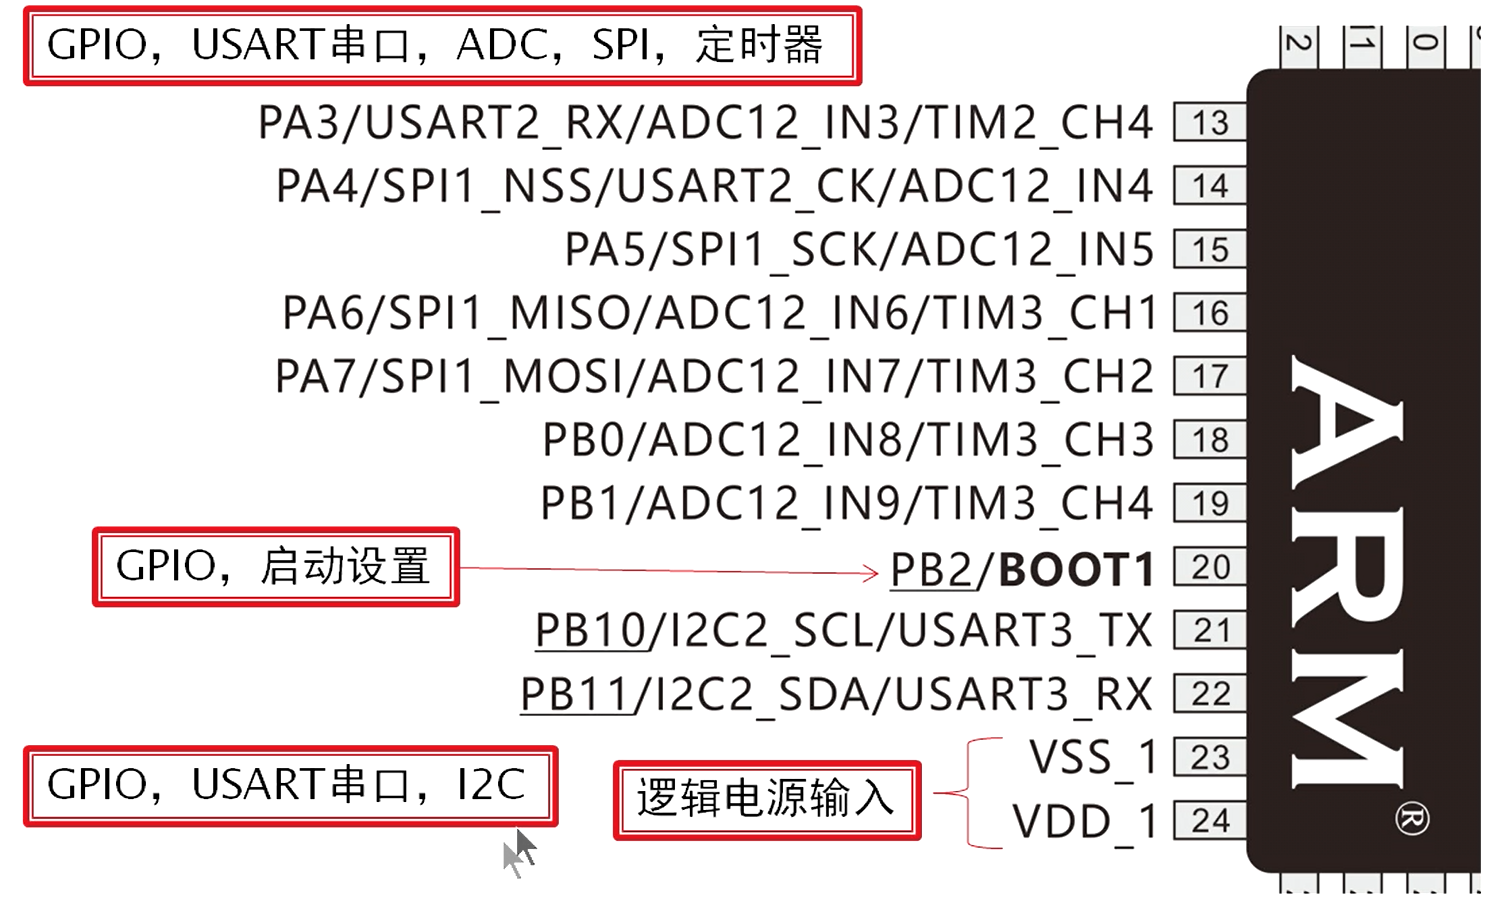 GPIO，USART串口，ADC，SPI，定时器
2 11 0
PA3/USART2_RX/ADC12_IN3/TIM2_CH4 13
PA4/SPI1_NSS/USART2_CK/ADC12_IN4 14
PA5/SPI1_SCK/ADC12_IN5 15
PA6/SPI1_MISO/ADC12_IN6/TIM3_CH1 16
PA7/SPI1_MOSI/ADC12_IN7/TIM3_CH2 17
PB0/ADC12_IN8/TIM3_CH3 18
PB1/ADC12_IN9/TIM3_CH4 19
GPIO，启动设置
PB2/BOOT1 20
PB10/I2C2_SCL/USART3_TX 21
PB11/I2C2_SDA/USART3_RX 22
GPIO，USART串口，I2C
逻辑电源输入
VSS_1 23
VDD_1 24
ARM®